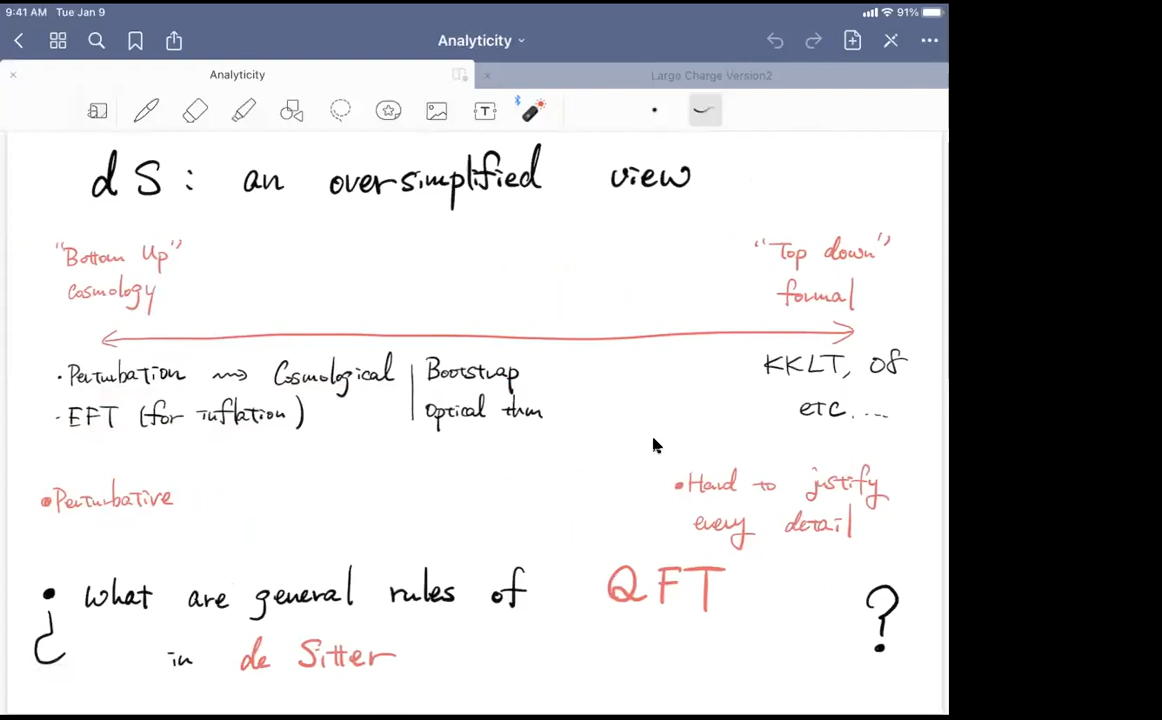 9:41 AM Tue Jan 9
91%
Analyticity
Analyticity
Large Charge Version2
dS: an oversimplified view
"Bottom Up"
cosmology
"Top down"
formal
· Perturbation ⇝ Cosmological | Bootstrap
· EFT (for inflation) | Optical thm
KKLT, of
etc....
• Perturbative
• Hard to justify
every detail
¿ • what are general rules of QFT
in de Sitter ?